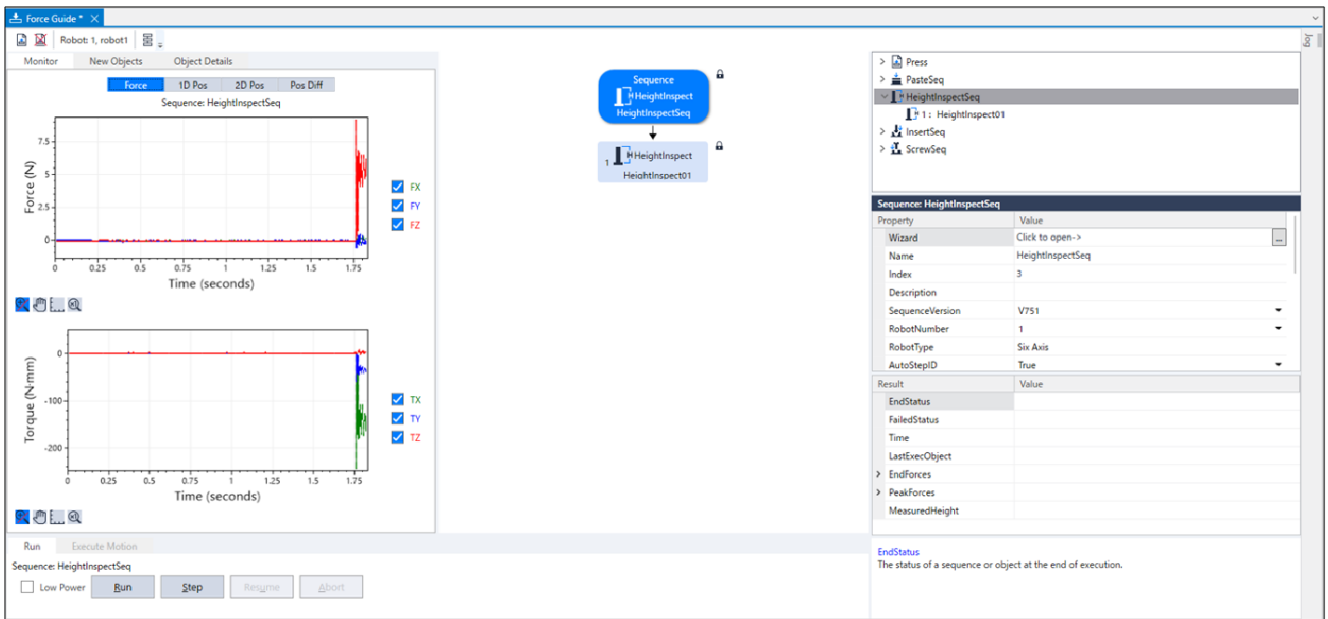 Force Guide *
Robot: 1, robot1
Jog
Monitor New Objects Object Details
Force 1D Pos 2D Pos Pos Diff
Sequence: HeightInspectSeq
Force (N)
7.5
5
2.5
0
0 0.25 0.5 0.75 1 1.25 1.5 1.75
Time (seconds)
FX
FY
FZ
Torque (N·mm)
0
-100
-200
0 0.25 0.5 0.75 1 1.25 1.5 1.75
Time (seconds)
TX
TY
TZ
Run Execute Motion
Sequence: HeightInspectSeq
Low Power Run Step Resume Abort
Sequence
HeightInspect
HeightInspectSeq
1 HeightInspect
HeightInspect01
Press
PasteSeq
HeightInspectSeq
1 : HeightInspect01
InsertSeq
ScrewSeq
Sequence: HeightInspectSeq
Property Value
Wizard Click to open-> ...
Name HeightInspectSeq
Index 3
Description
SequenceVersion V751
RobotNumber 1
RobotType Six Axis
AutoStepID True
Result Value
EndStatus
FailedStatus
Time
LastExecObject
EndForces
PeakForces
MeasuredHeight
EndStatus
The status of a sequence or object at the end of execution.